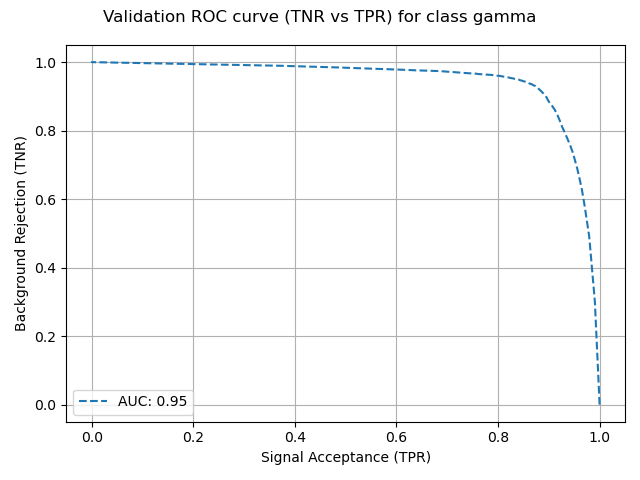 Validation ROC curve (TNR vs TPR) for class gamma
1.0
0.8
0.6
0.4
0.2
0.0
Background Rejection (TNR)
AUC: 0.95
0.0 0.2 0.4 0.6 0.8 1.0
Signal Acceptance (TPR)